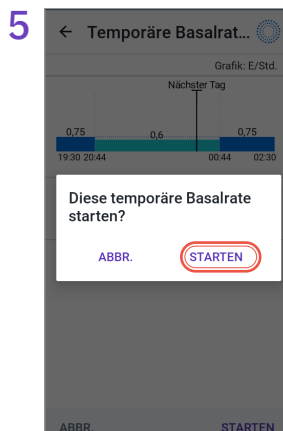 5
← Temporäre Basalrat...
Grafik: E/Std.
Nächster Tag
0,75 0,6 0,75
19:30 20:44 00:44 02:30
Diese temporäre Basalrate
starten?
ABBR. STARTEN
ABBR. STARTEN